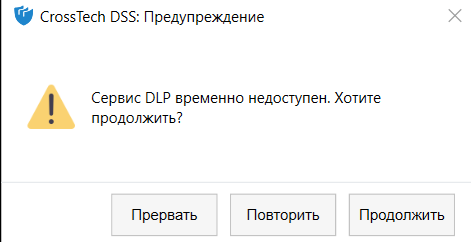 CrossTech DSS: Предупреждение
Сервис DLP временно недоступен. Хотите
продолжить?
Прервать Повторить Продолжить